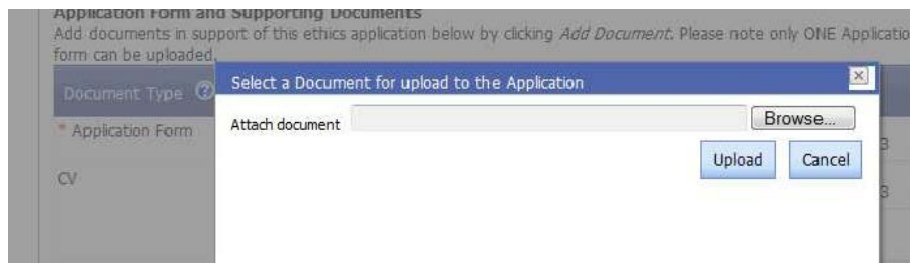 Application Form and Supporting Documents
Add documents in support of this ethics application below by clicking Add Document. Please note only ONE
form can be uploaded.
Document Type
Select a Document for upload to the Application
* Application Form
Attach document
Browse...
Upload
Cancel
CV